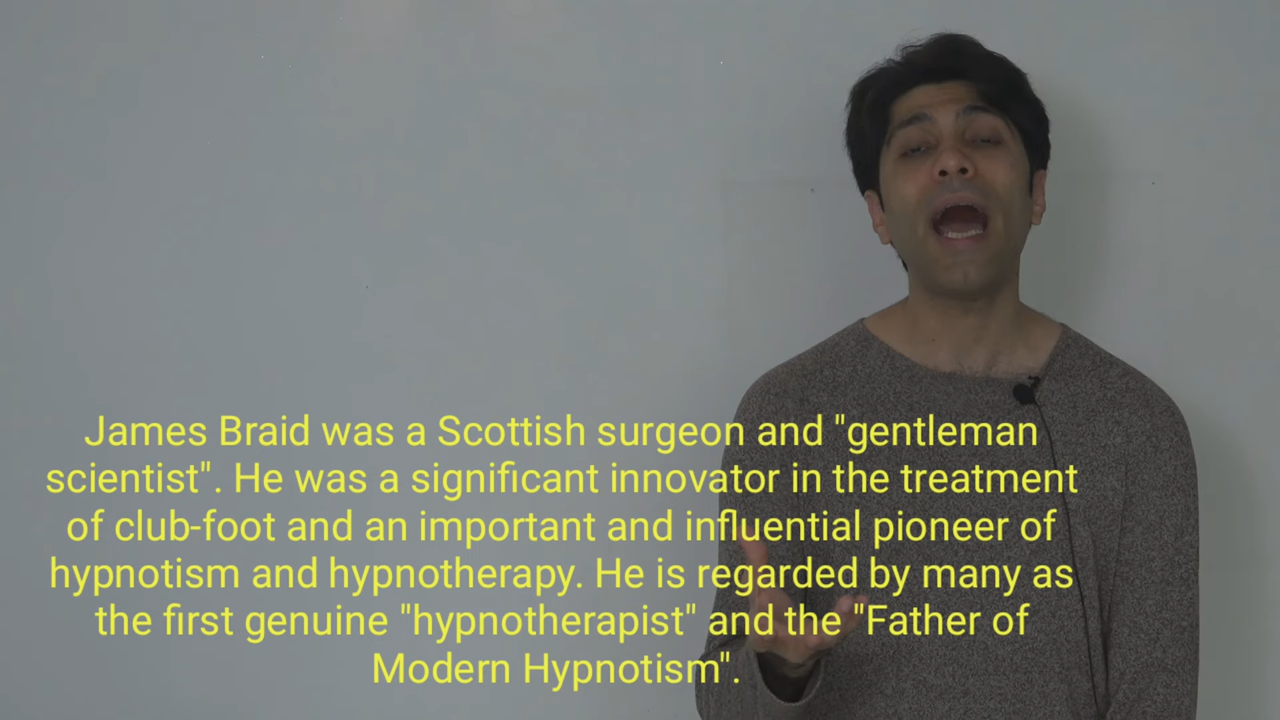 James Braid was a Scottish surgeon and "gentleman
scientist". He was a significant innovator in the treatment
of club-foot and an important and influential pioneer of
hypnotism and hypnotherapy. He is regarded by many as
the first genuine "hypnotherapist" and the "Father of
Modern Hypnotism".